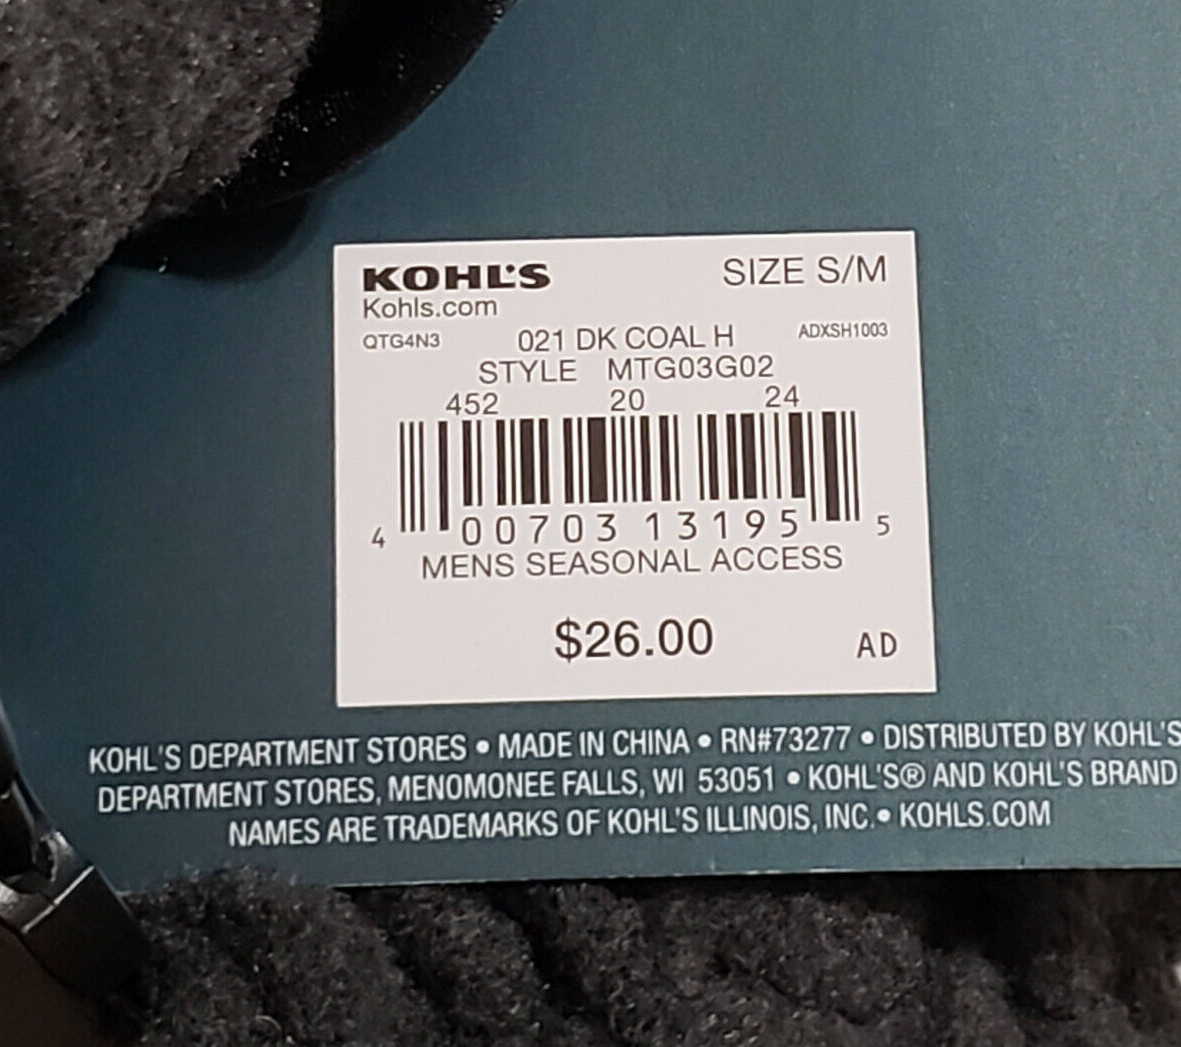 KOHL'S SIZE S/M
Kohls.com
QTG4N3 021 DK COAL H ADXSH1003
STYLE MTG03G02
452 20 24
4 00703 13195 5
MENS SEASONAL ACCESS
$26.00 AD
KOHL'S DEPARTMENT STORES • MADE IN CHINA • RN#73277 • DISTRIBUTED BY KOHL'S
DEPARTMENT STORES, MENOMONEE FALLS, WI 53051 • KOHL'S® AND KOHL'S BRAND
NAMES ARE TRADEMARKS OF KOHL'S ILLINOIS, INC.• KOHLS.COM